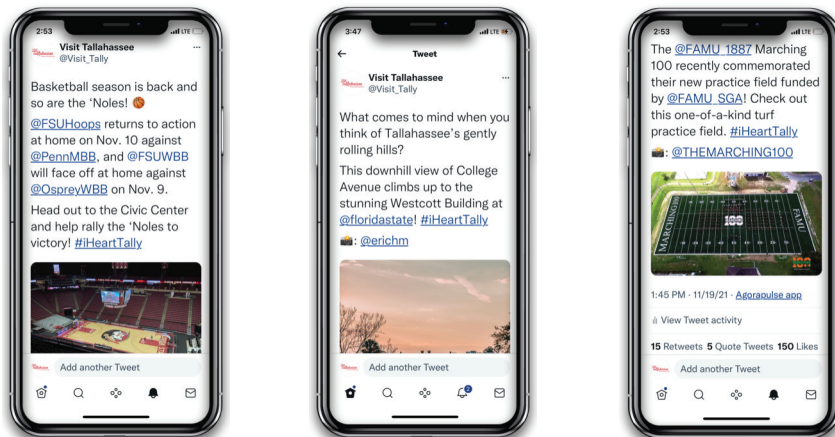 2:53
LTE
Visit Tallahassee
@Visit_Tally
Basketball season is back and
so are the ‘Noles!
@FSUHoops returns to action
at home on Nov. 10 against
@PennMBB, and @FSUWBB
will face off at home against
@OspreyWBB on Nov. 9.
Head out to the Civic Center
and help rally the ‘Noles to
victory! #iHeartTally
Add another Tweet
3:47
LTE
Tweet
Visit Tallahassee
@Visit_Tally
What comes to mind when you
think of Tallahassee’s gently
rolling hills?
This downhill view of College
Avenue climbs up to the
stunning Westcott Building at
@floridastate! #iHeartTally
: @erichm
Add another Tweet
2
2:53
LTE
The @FAMU_1887 Marching
100 recently commemorated
their new practice field funded
by @FAMU_SGA! Check out
this one-of-a-kind turf
practice field. #iHeartTally
: @THEMARCHING100
MARCHING100
100
FAMU
100
1:45 PM · 11/19/21 · Agorapulse app
View Tweet activity
15 Retweets 5 Quote Tweets 150 Likes
Add another Tweet